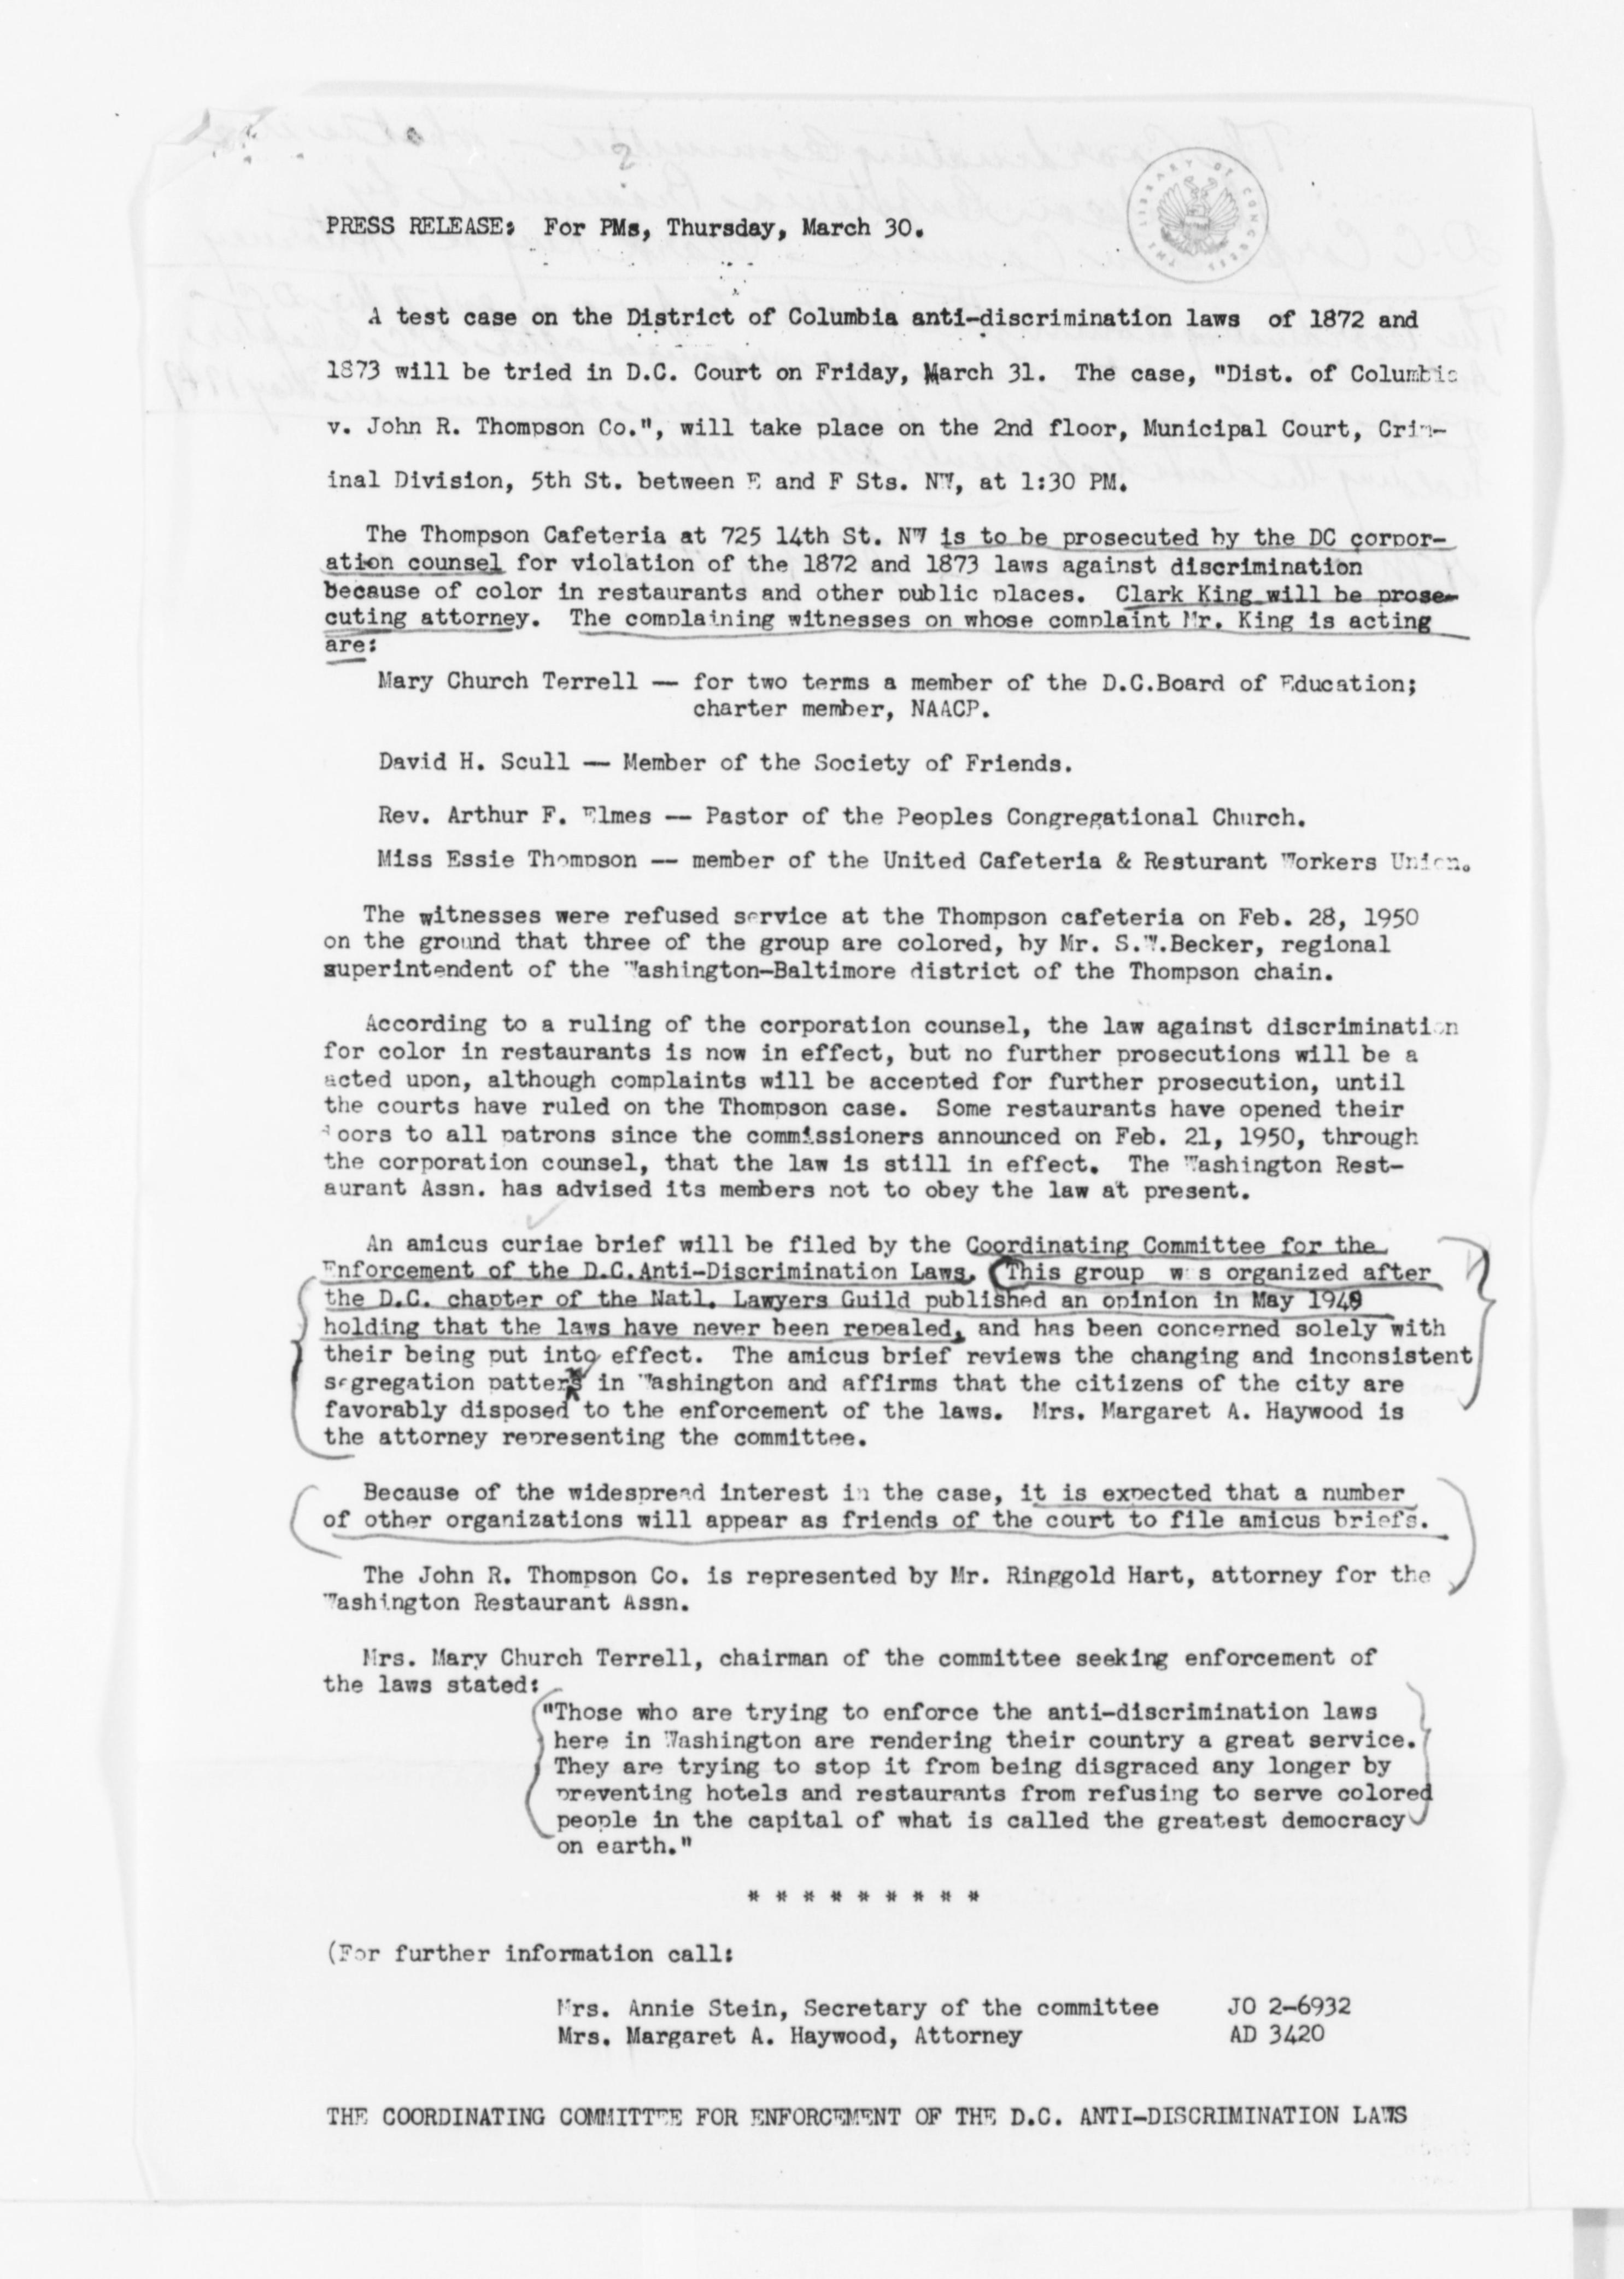 2
THE LIBRARY OF CONGRESS
PRESS RELEASE: For PMs, Thursday, March 30.
A test case on the District of Columbia anti-discrimination laws of 1872 and
1873 will be tried in D.C. Court on Friday, March 31. The case, "Dist. of Columbia
v. John R. Thompson Co.", will take place on the 2nd floor, Municipal Court, Crim-
inal Division, 5th St. between E and F Sts. NW, at 1:30 PM.
The Thompson Cafeteria at 725 14th St. NW is to be prosecuted by the DC corpor-
ation counsel for violation of the 1872 and 1873 laws against discrimination
because of color in restaurants and other public places. Clark King will be prose-
cuting attorney. The complaining witnesses on whose complaint Mr. King is acting
are:
Mary Church Terrell — for two terms a member of the D.C.Board of Education;
charter member, NAACP.
David H. Scull — Member of the Society of Friends.
Rev. Arthur F. Elmes -- Pastor of the Peoples Congregational Church.
Miss Essie Thompson -- member of the United Cafeteria & Resturant Workers Union.
The witnesses were refused service at the Thompson cafeteria on Feb. 28, 1950
on the ground that three of the group are colored, by Mr. S.W.Becker, regional
superintendent of the Washington-Baltimore district of the Thompson chain.
According to a ruling of the corporation counsel, the law against discrimination
for color in restaurants is now in effect, but no further prosecutions will be a
acted upon, although complaints will be accepted for further prosecution, until
the courts have ruled on the Thompson case. Some restaurants have opened their
doors to all patrons since the commissioners announced on Feb. 21, 1950, through
the corporation counsel, that the law is still in effect. The Washington Rest-
aurant Assn. has advised its members not to obey the law at present.
An amicus curiae brief will be filed by the Coordinating Committee for the
Enforcement of the D.C.Anti-Discrimination Laws. (This group was organized after
the D.C. chapter of the Natl. Lawyers Guild published an opinion in May 1949
holding that the laws have never been repealed, and has been concerned solely with
their being put into effect. The amicus brief reviews the changing and inconsistent
segregation patters in Washington and affirms that the citizens of the city are
favorably disposed to the enforcement of the laws. Mrs. Margaret A. Haywood is
the attorney representing the committee.
Because of the widespread interest in the case, it is expected that a number
of other organizations will appear as friends of the court to file amicus briefs.
The John R. Thompson Co. is represented by Mr. Ringgold Hart, attorney for the
Washington Restaurant Assn.
Mrs. Mary Church Terrell, chairman of the committee seeking enforcement of
the laws stated:
"Those who are trying to enforce the anti-discrimination laws
here in Washington are rendering their country a great service.
They are trying to stop it from being disgraced any longer by
preventing hotels and restaurants from refusing to serve colored
people in the capital of what is called the greatest democracy
on earth."
* * * * * * * * *
(For further information call:
Mrs. Annie Stein, Secretary of the committee JO 2-6932
Mrs. Margaret A. Haywood, Attorney AD 3420
THE COORDINATING COMMITTEE FOR ENFORCEMENT OF THE D.C. ANTI-DISCRIMINATION LAWS